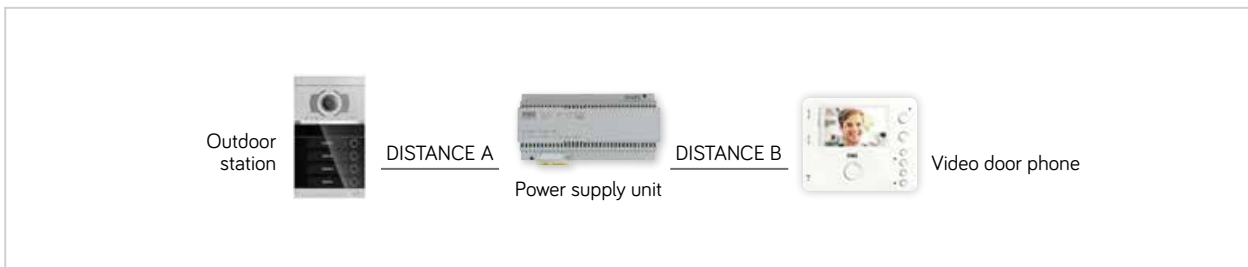 Outdoor
station
DISTANCE A
Power supply unit
DISTANCE B
Video door phone